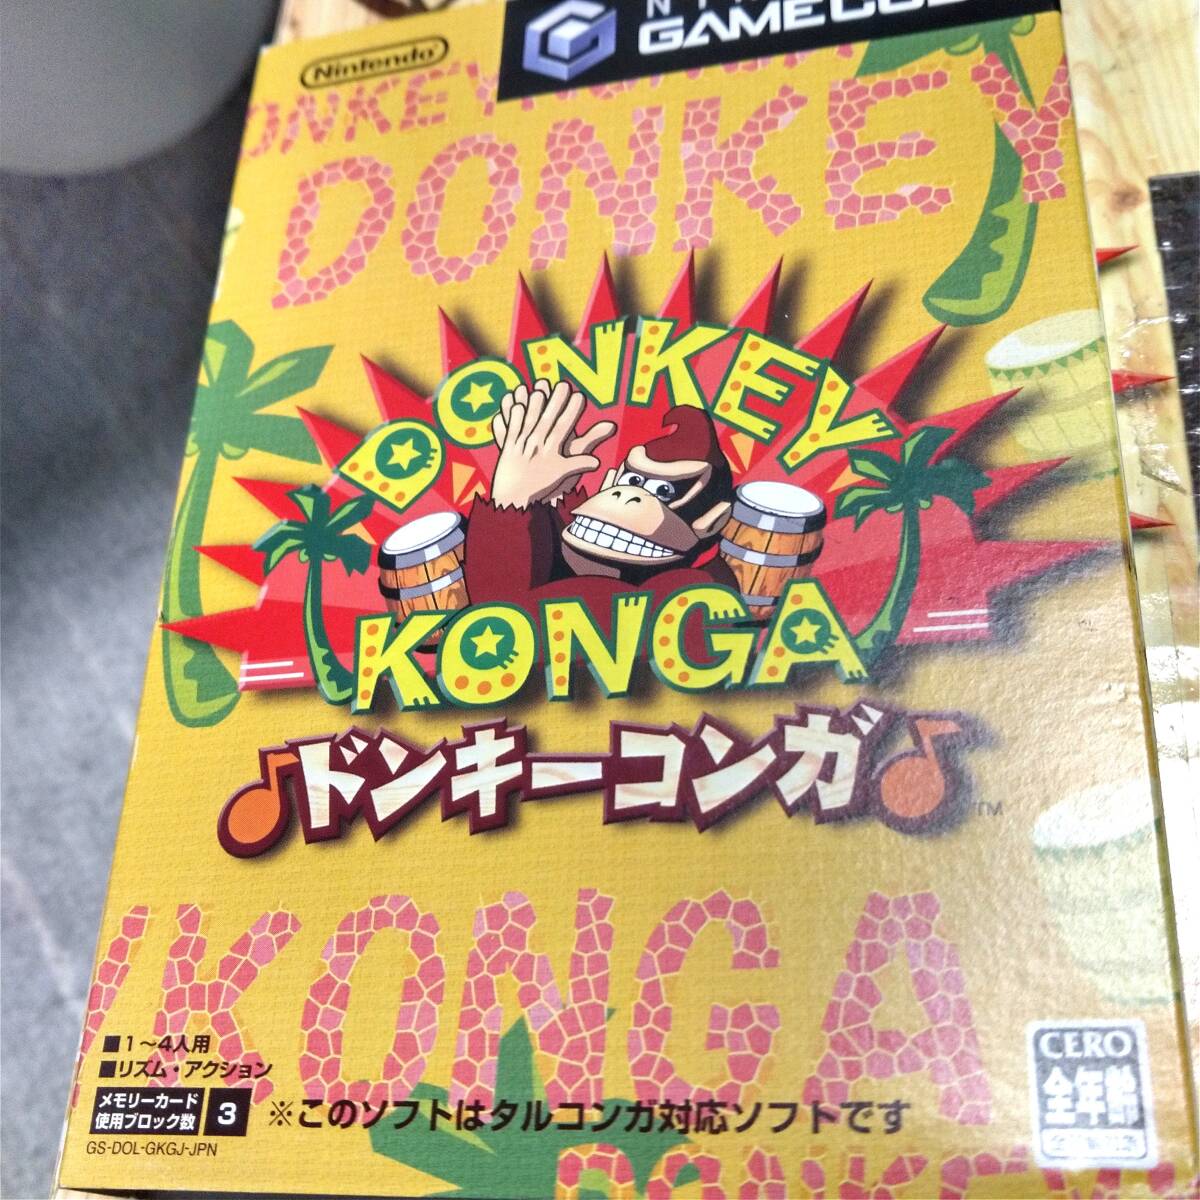 Nintendo
GAMECUBE
DONKEY KONGA
DONKEY
DONKEY
KONGA
ドンキーコンガ
TM
KONGA
■1〜4人用
■リズム・アクション
メモリーカード
使用ブロック数 3
※このソフトはタルコンガ対応ソフトです
GS-DOL-GKGJ-JPN
CERO
全年齢
DONKEY